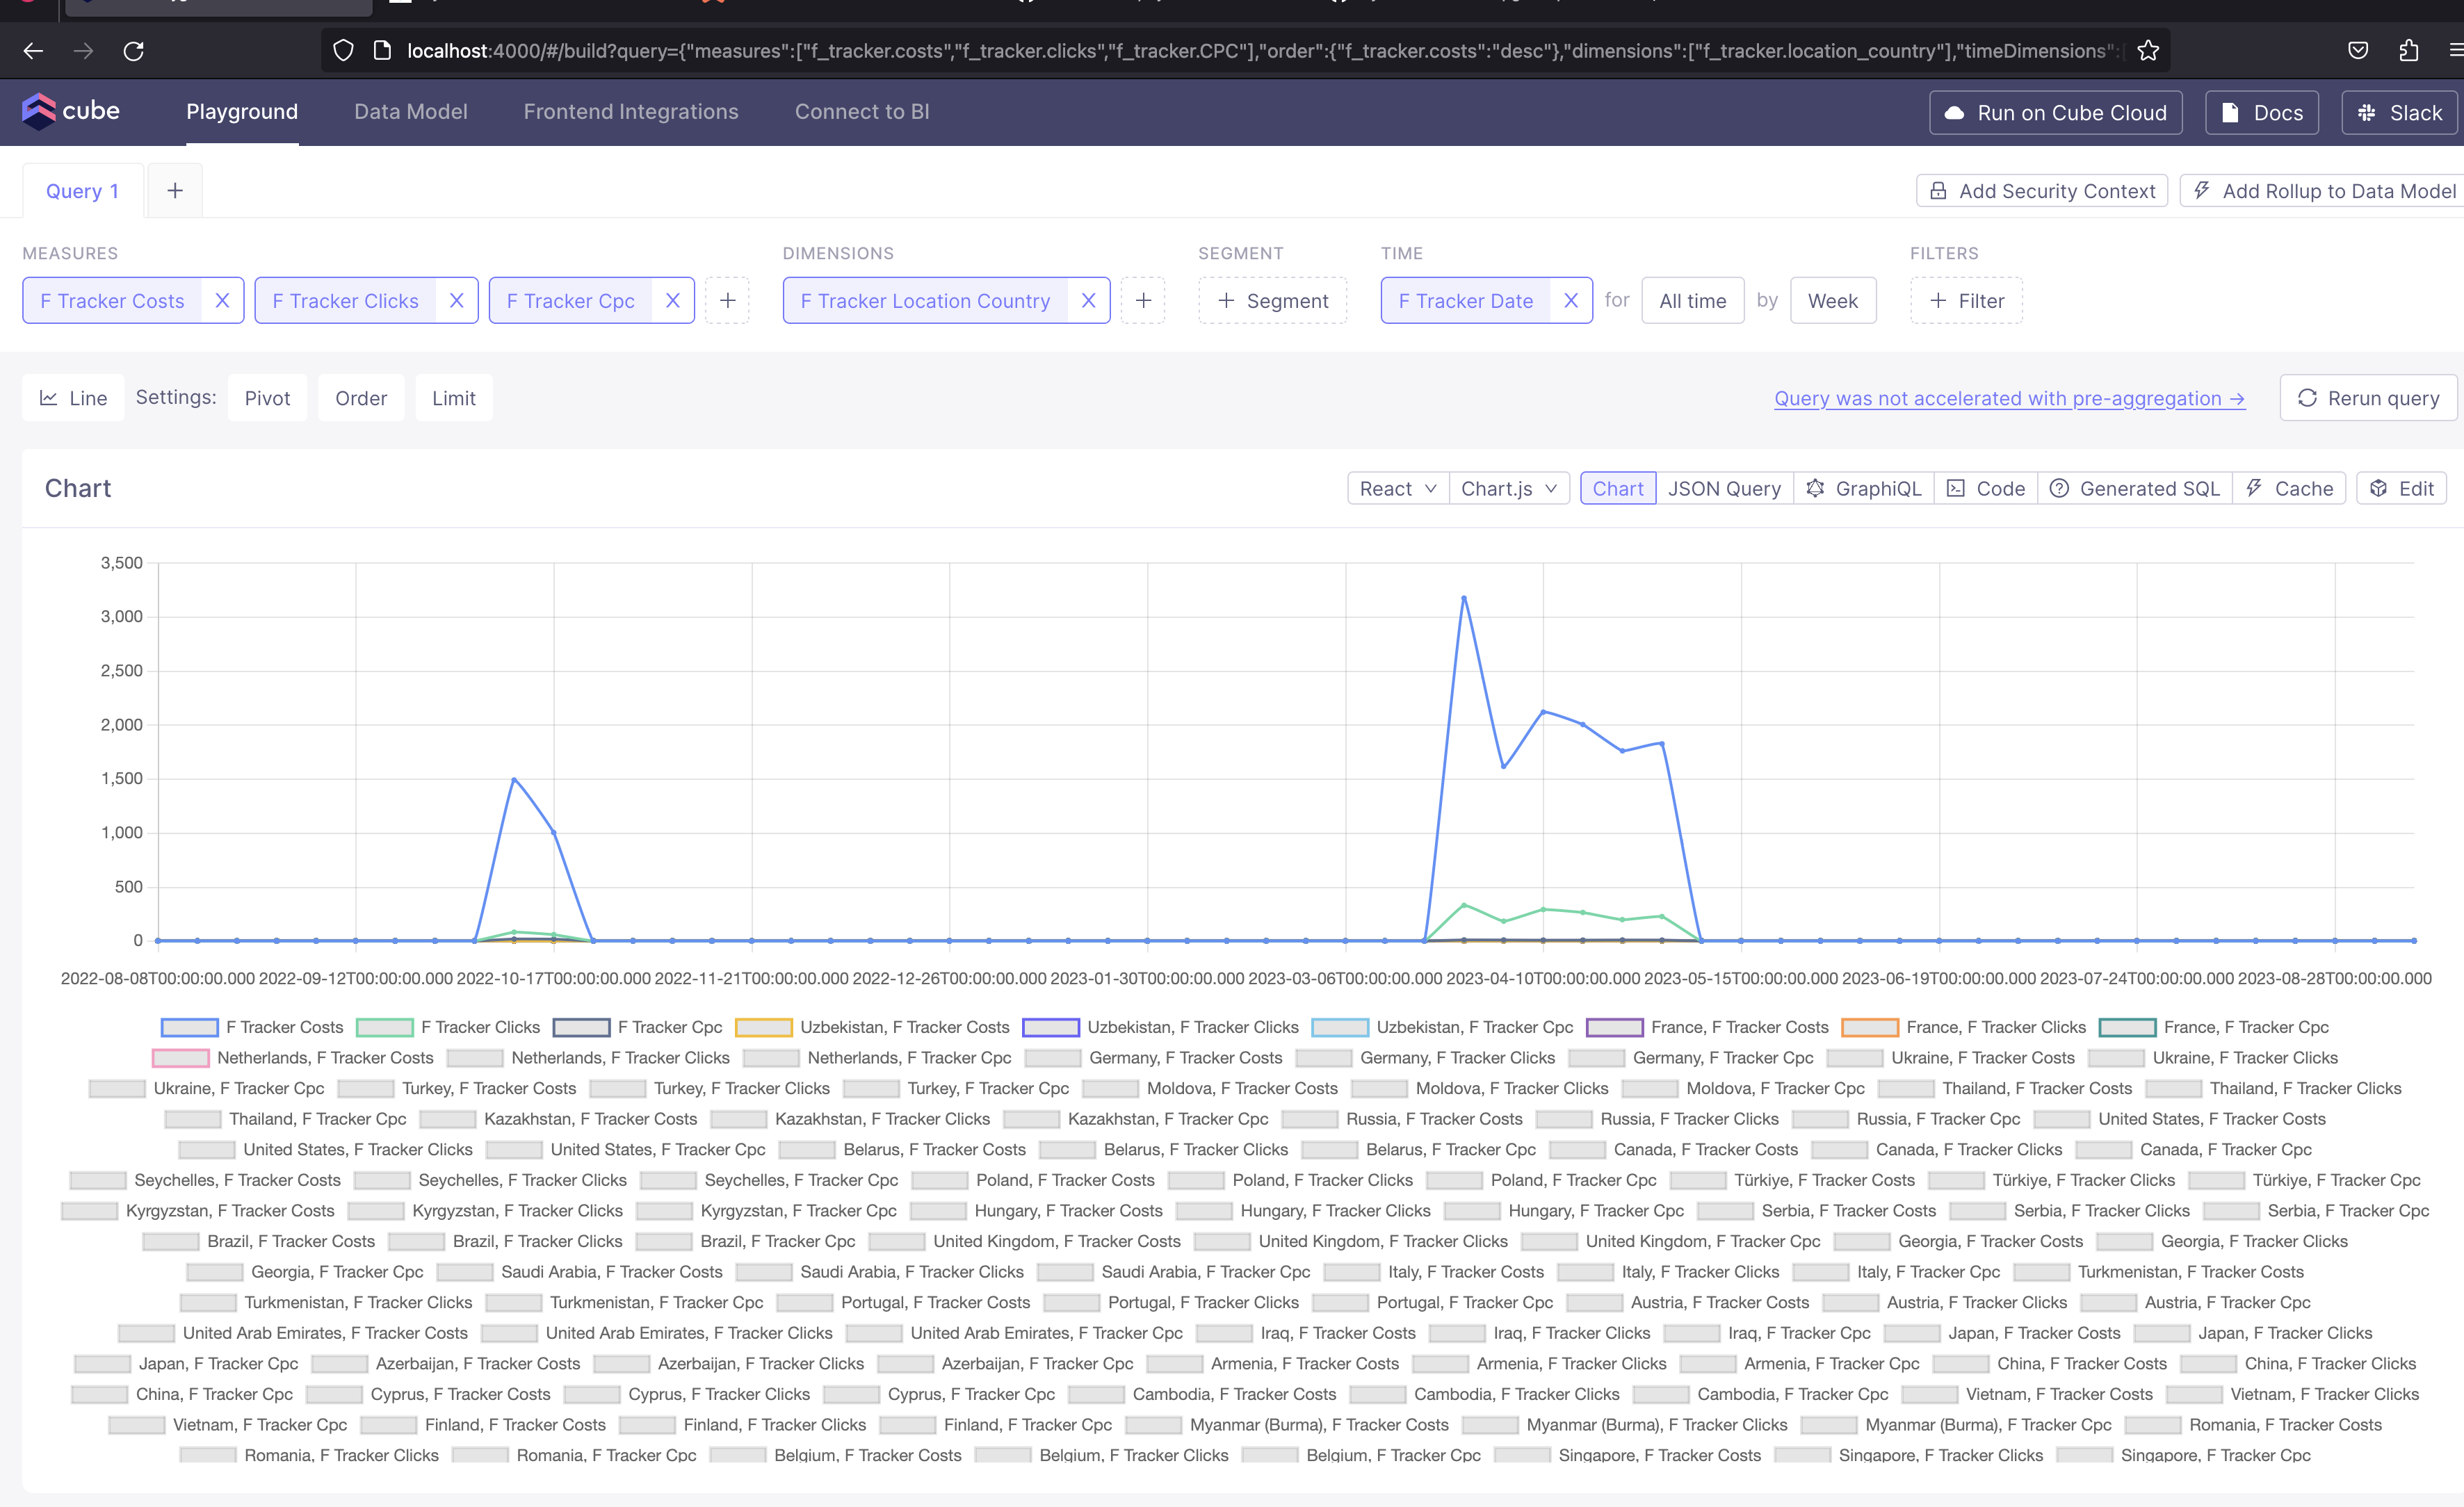 localhost:4000/#/build?query={"measures":["f_tracker.costs","f_tracker.clicks","f_tracker.CPC"],"order":{"f_tracker.costs":"desc"},"dimensions":["f_tracker.location_country"],"timeDimensions":[
cube Playground Data Model Frontend Integrations Connect to BI Run on Cube Cloud Docs Slack
Query 1 + Add Security Context Add Rollup to Data Model
MEASURES DIMENSIONS SEGMENT TIME FILTERS
F Tracker Costs X F Tracker Clicks X F Tracker Cpc X + F Tracker Location Country X + + Segment F Tracker Date X for All time by Week + Filter
Line Settings: Pivot Order Limit Query was not accelerated with pre-aggregation → Rerun query
Chart React Chart.js Chart JSON Query GraphiQL Code Generated SQL Cache Edit
3,500
3,000
2,500
2,000
1,500
1,000
500
0
2022-08-08T00:00:00.000 2022-09-12T00:00:00.000 2022-10-17T00:00:00.000 2022-11-21T00:00:00.000 2022-12-26T00:00:00.000 2023-01-30T00:00:00.000 2023-03-06T00:00:00.000 2023-04-10T00:00:00.000 2023-05-15T00:00:00.000 2023-06-19T00:00:00.000 2023-07-24T00:00:00.000 2023-08-28T00:00:00.000
F Tracker Costs F Tracker Clicks F Tracker Cpc Uzbekistan, F Tracker Costs Uzbekistan, F Tracker Clicks Uzbekistan, F Tracker Cpc France, F Tracker Costs France, F Tracker Clicks France, F Tracker Cpc
Netherlands, F Tracker Costs Netherlands, F Tracker Clicks Netherlands, F Tracker Cpc Germany, F Tracker Costs Germany, F Tracker Clicks Germany, F Tracker Cpc Ukraine, F Tracker Costs Ukraine, F Tracker Clicks
Ukraine, F Tracker Cpc Turkey, F Tracker Costs Turkey, F Tracker Clicks Turkey, F Tracker Cpc Moldova, F Tracker Costs Moldova, F Tracker Clicks Moldova, F Tracker Cpc Thailand, F Tracker Costs Thailand, F Tracker Clicks
Thailand, F Tracker Cpc Kazakhstan, F Tracker Costs Kazakhstan, F Tracker Clicks Kazakhstan, F Tracker Cpc Russia, F Tracker Costs Russia, F Tracker Clicks Russia, F Tracker Cpc United States, F Tracker Costs
United States, F Tracker Clicks United States, F Tracker Cpc Belarus, F Tracker Costs Belarus, F Tracker Clicks Belarus, F Tracker Cpc Canada, F Tracker Costs Canada, F Tracker Clicks Canada, F Tracker Cpc
Seychelles, F Tracker Costs Seychelles, F Tracker Clicks Seychelles, F Tracker Cpc Poland, F Tracker Costs Poland, F Tracker Clicks Poland, F Tracker Cpc Türkiye, F Tracker Costs Türkiye, F Tracker Clicks Türkiye, F Tracker Cpc
Kyrgyzstan, F Tracker Costs Kyrgyzstan, F Tracker Clicks Kyrgyzstan, F Tracker Cpc Hungary, F Tracker Costs Hungary, F Tracker Clicks Hungary, F Tracker Cpc Serbia, F Tracker Costs Serbia, F Tracker Clicks Serbia, F Tracker Cpc
Brazil, F Tracker Costs Brazil, F Tracker Clicks Brazil, F Tracker Cpc United Kingdom, F Tracker Costs United Kingdom, F Tracker Clicks United Kingdom, F Tracker Cpc Georgia, F Tracker Costs Georgia, F Tracker Clicks
Georgia, F Tracker Cpc Saudi Arabia, F Tracker Costs Saudi Arabia, F Tracker Clicks Saudi Arabia, F Tracker Cpc Italy, F Tracker Costs Italy, F Tracker Clicks Italy, F Tracker Cpc Turkmenistan, F Tracker Costs
Turkmenistan, F Tracker Clicks Turkmenistan, F Tracker Cpc Portugal, F Tracker Costs Portugal, F Tracker Clicks Portugal, F Tracker Cpc Austria, F Tracker Costs Austria, F Tracker Clicks Austria, F Tracker Cpc
United Arab Emirates, F Tracker Costs United Arab Emirates, F Tracker Clicks United Arab Emirates, F Tracker Cpc Iraq, F Tracker Costs Iraq, F Tracker Clicks Iraq, F Tracker Cpc Japan, F Tracker Costs Japan, F Tracker Clicks
Japan, F Tracker Cpc Azerbaijan, F Tracker Costs Azerbaijan, F Tracker Clicks Azerbaijan, F Tracker Cpc Armenia, F Tracker Costs Armenia, F Tracker Clicks Armenia, F Tracker Cpc China, F Tracker Costs China, F Tracker Clicks
China, F Tracker Cpc Cyprus, F Tracker Costs Cyprus, F Tracker Clicks Cyprus, F Tracker Cpc Cambodia, F Tracker Costs Cambodia, F Tracker Clicks Cambodia, F Tracker Cpc Vietnam, F Tracker Costs Vietnam, F Tracker Clicks
Vietnam, F Tracker Cpc Finland, F Tracker Costs Finland, F Tracker Clicks Finland, F Tracker Cpc Myanmar (Burma), F Tracker Costs Myanmar (Burma), F Tracker Clicks Myanmar (Burma), F Tracker Cpc Romania, F Tracker Costs
Romania, F Tracker Clicks Romania, F Tracker Cpc Belgium, F Tracker Costs Belgium, F Tracker Clicks Belgium, F Tracker Cpc Singapore, F Tracker Costs Singapore, F Tracker Clicks Singapore, F Tracker Cpc